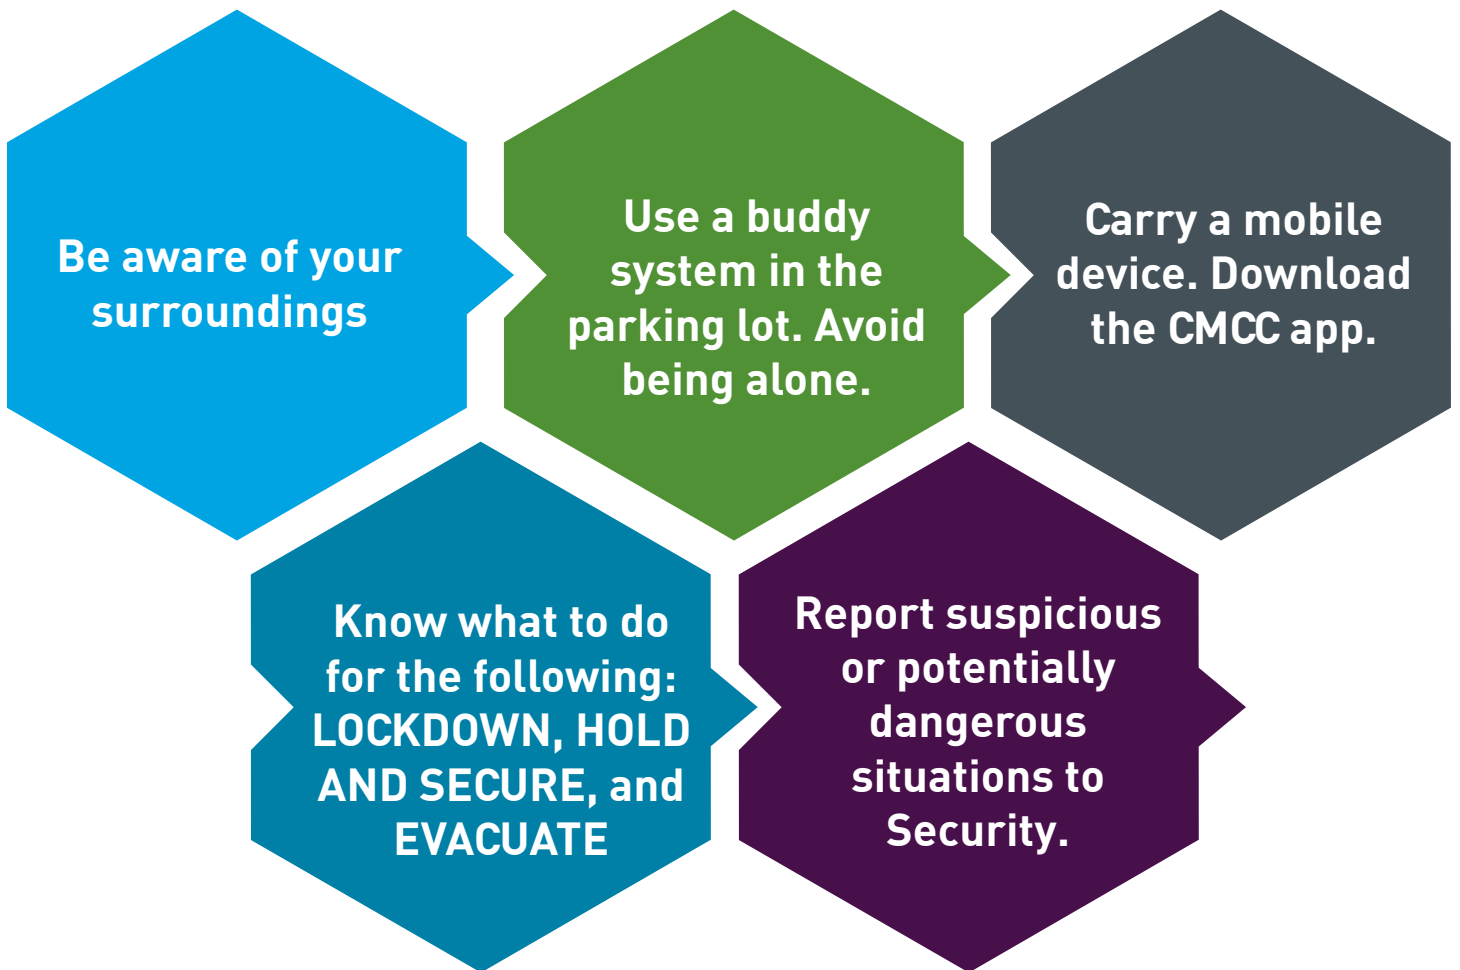 Be aware of your
surroundings
Use a buddy
system in the
parking lot. Avoid
being alone.
Carry a mobile
device. Download
the CMCC app.
Know what to do
for the following:
LOCKDOWN, HOLD
AND SECURE, and
EVACUATE
Report suspicious
or potentially
dangerous
situations to
Security.